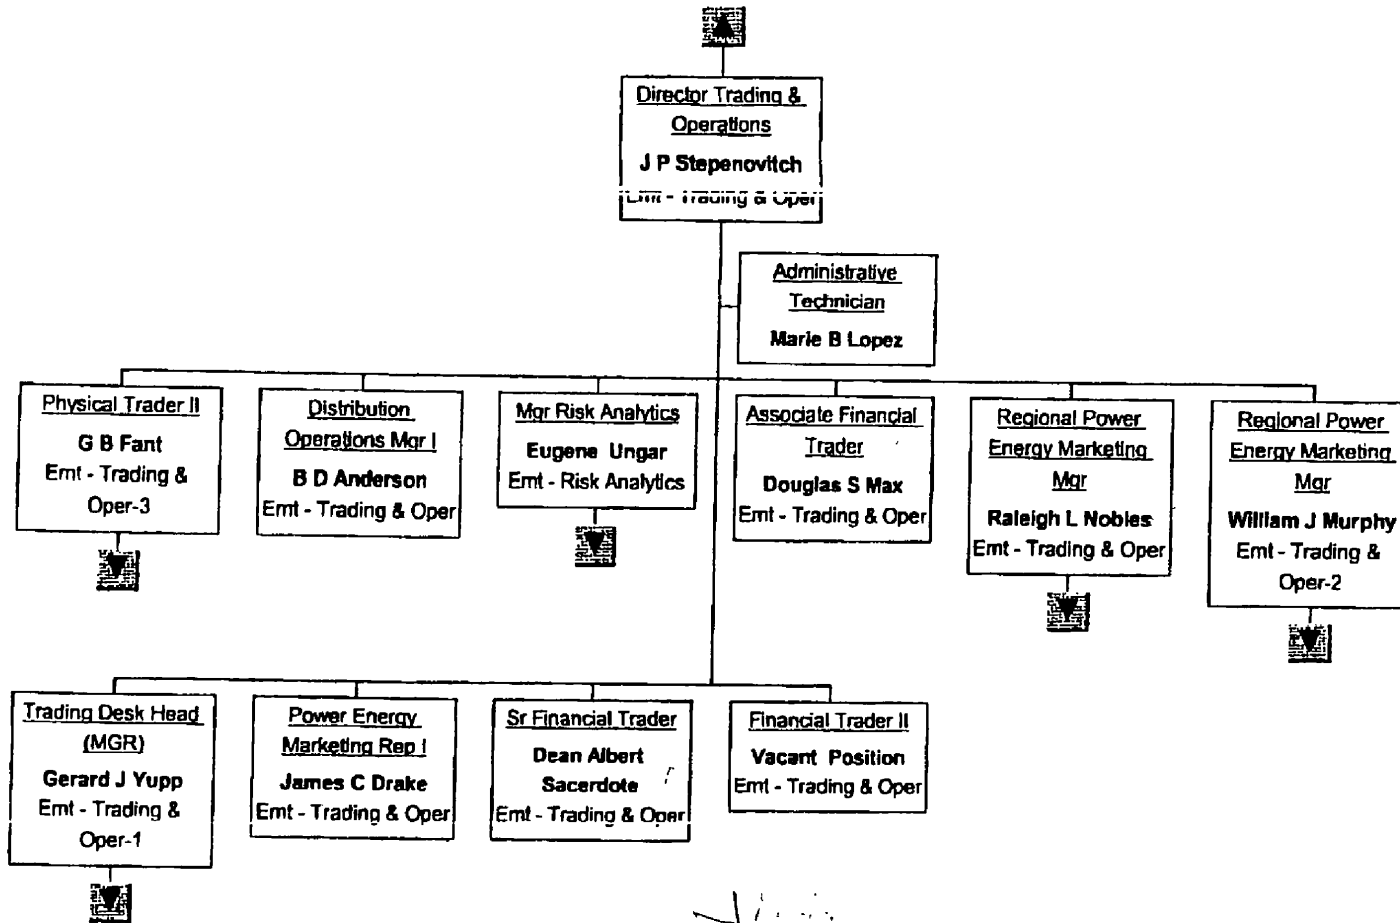 Director Trading &
Operations
J P Stepenovitch
Emt - Trading & Oper
Administrative
Technician
Marie B Lopez
Physical Trader II
G B Fant
Emt - Trading &
Oper-3
Distribution
Operations Mgr I
B D Anderson
Emt - Trading & Oper
Mgr Risk Analytics
Eugene Ungar
Emt - Risk Analytics
Associate Financial
Trader
Douglas S Max
Emt - Trading & Oper
Regional Power
Energy Marketing
Mgr
Raleigh L Nobles
Emt - Trading & Oper
Regional Power
Energy Marketing
Mgr
William J Murphy
Emt - Trading &
Oper-2
Trading Desk Head
(MGR)
Gerard J Yupp
Emt - Trading &
Oper-1
Power Energy
Marketing Rep I
James C Drake
Emt - Trading & Oper
Sr Financial Trader
Dean Albert
Sacerdote
Emt - Trading & Oper
Financial Trader II
Vacant Position
Emt - Trading & Oper